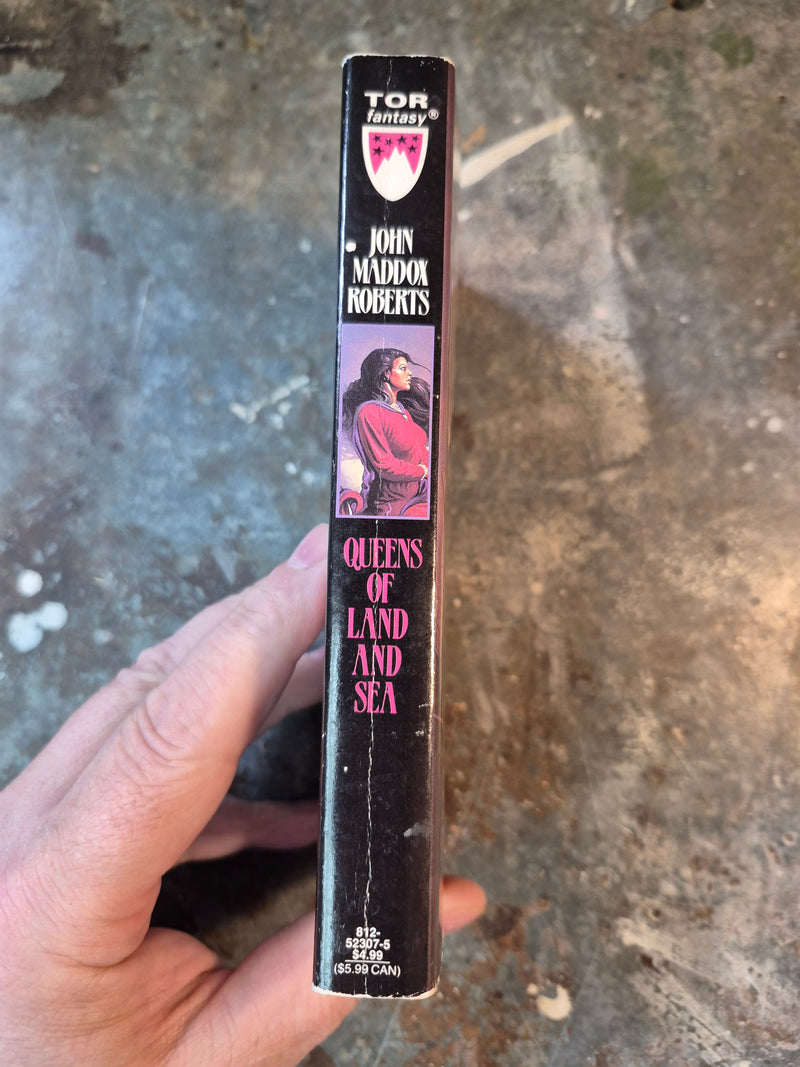 TOR
fantasy®
JOHN
MADDOX
ROBERTS
QUEENS
OF
LAND
AND
SEA
812-
52307-5
$4.99
($5.99 CAN)